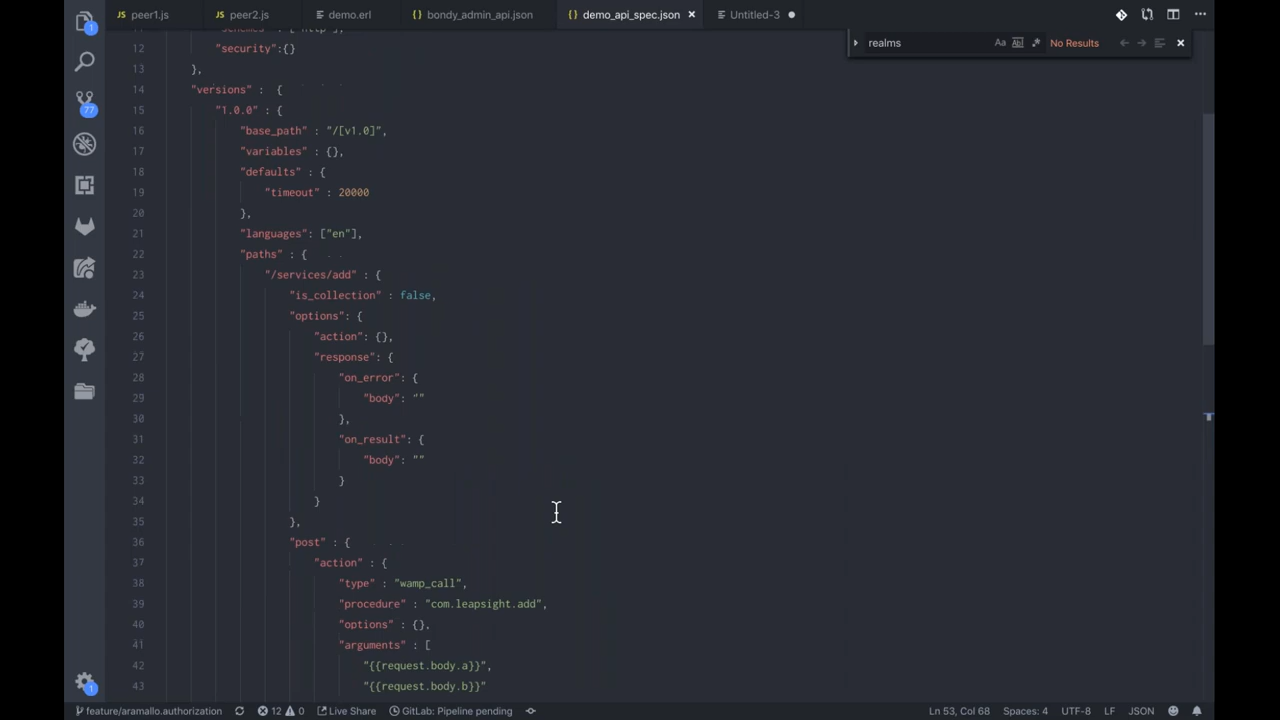 peer1.js
peer2.js
demo.erl
bondy_admin_api.json
demo_api_spec.json
Untitled-3
realms
Aa
Abl
No Results
12 "security":{}
13 },
14 "versions" : {
15 "1.0.0" : {
16 "base_path" : "/[v1.0]",
17 "variables" : {},
18 "defaults" : {
19 "timeout" : 20000
20 },
21 "languages": ["en"],
22 "paths" : {
23 "/services/add" : {
24 "is_collection" : false,
25 "options": {
26 "action": {},
27 "response": {
28 "on_error": {
29 "body": ""
30 },
31 "on_result": {
32 "body": ""
33 }
34 }
35 },
36 "post" : {
37 "action" : {
38 "type" : "wamp_call",
39 "procedure" : "com.leapsight.add",
40 "options" : {},
41 "arguments" : [
42 "{{request.body.a}}",
43 "{{request.body.b}}"
1
77
1
feature/aramallo.authorization
12 0
Live Share
GitLab: Pipeline pending
Ln 53, Col 68
Spaces: 4
UTF-8
LF
JSON